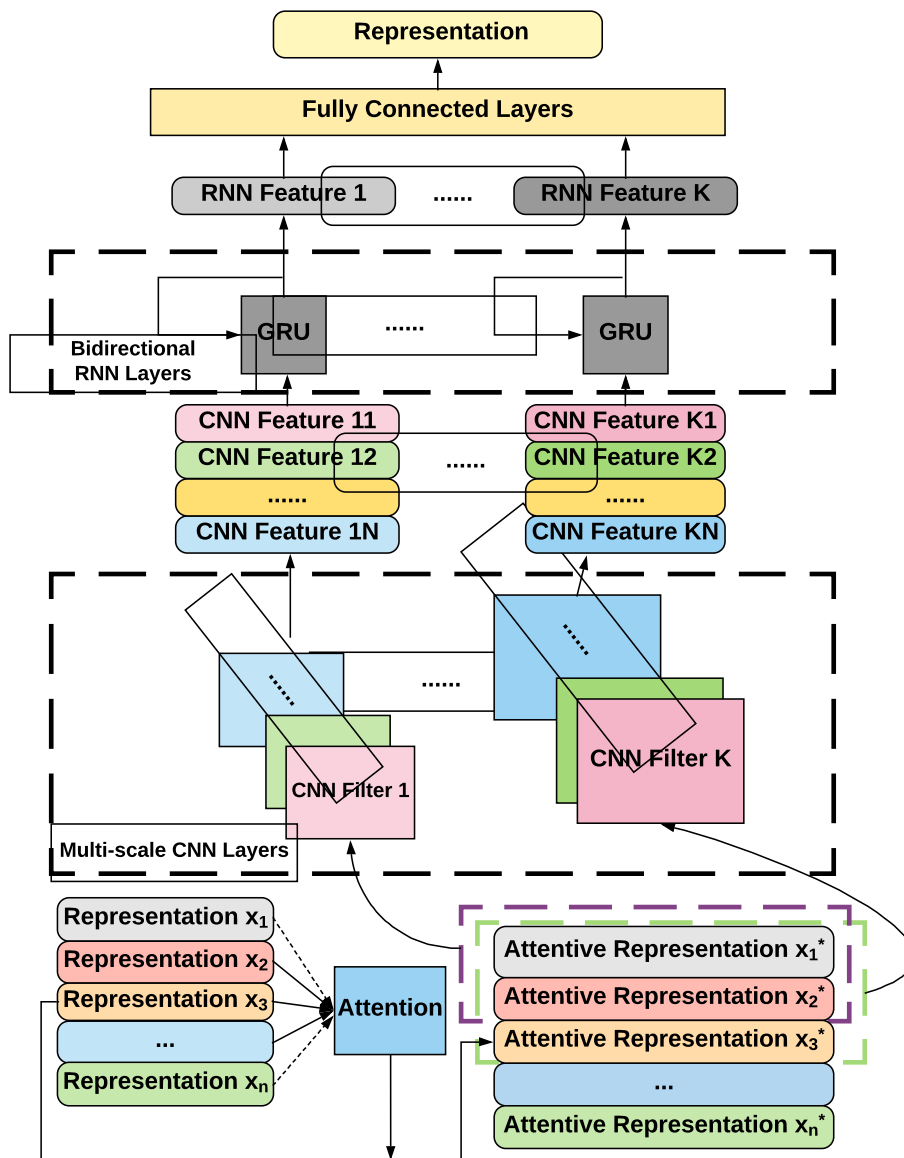 Representation
Fully Connected Layers
RNN Feature 1
......
RNN Feature K
GRU
......
GRU
Bidirectional
RNN Layers
CNN Feature 11
CNN Feature K1
CNN Feature 12
......
CNN Feature K2
......
......
CNN Feature 1N
CNN Feature KN
......
......
......
CNN Filter K
CNN Filter 1
Multi-scale CNN Layers
Representation x₁
Representation x₂
Representation x₃
...
Representation xₙ
Attention
Attentive Representation x₁*
Attentive Representation x₂*
Attentive Representation x₃*
...
Attentive Representation xₙ*